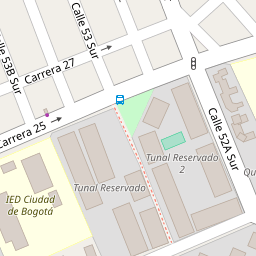 Calle 53 Sur
Calle 53B Sur
Carrera 27
Carrera 25
Calle 52A Sur
Tunal Reservado
2
Tunal Reservado
IED Ciudad
de Bogotá
Qu